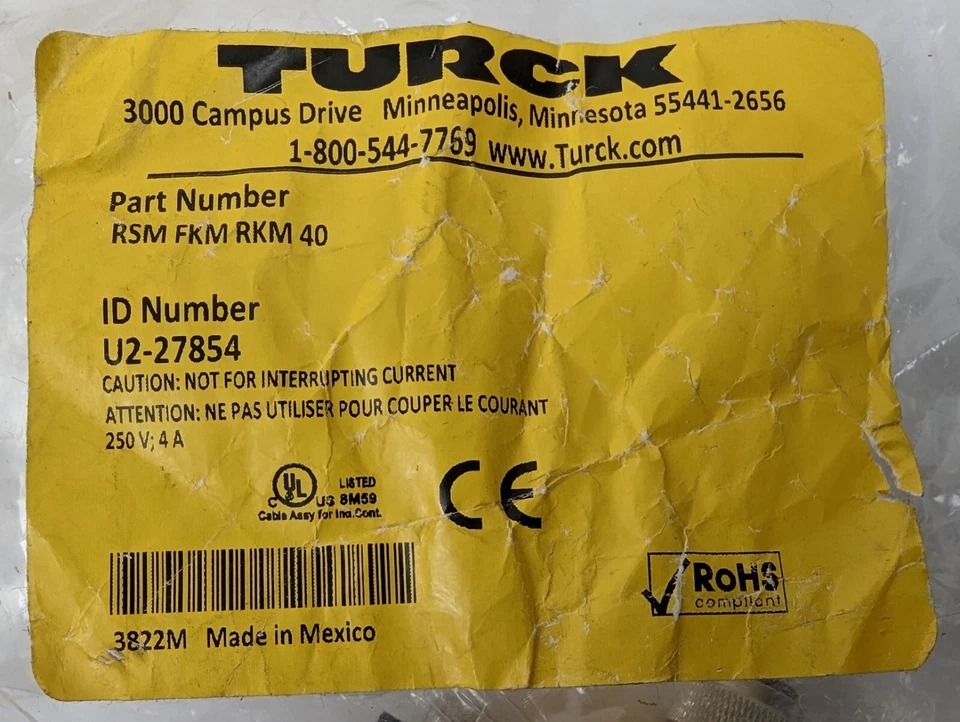 TURCK
3000 Campus Drive Minneapolis, Minnesota 55441-2656
1-800-544-7769 www.Turck.com
Part Number
RSM FKM RKM 40
ID Number
U2-27854
CAUTION: NOT FOR INTERRUPTING CURRENT
ATTENTION: NE PAS UTILISER POUR COUPER LE COURANT
250 V; 4 A
C UL US LISTED 8M59
Cable Assy for Ind.Cont.
CE
RoHS
compliant
3822M Made in Mexico